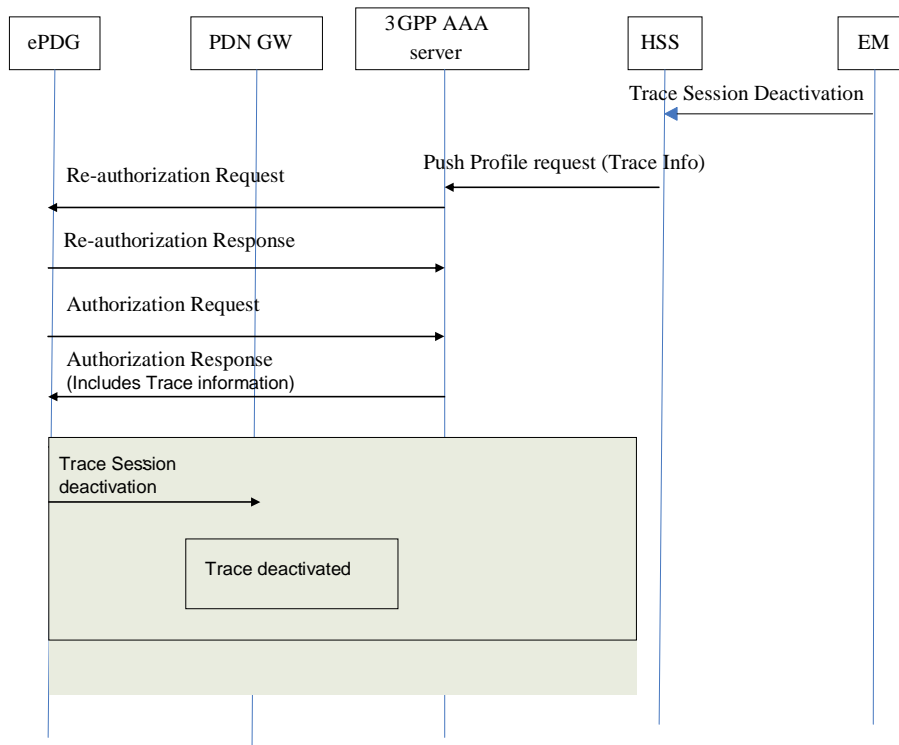 ePDG
PDN GW
3GPP AAA
server
HSS
EM
Trace Session Deactivation
Push Profile request (Trace Info)
Re-authorization Request
Re-authorization Response
Authorization Request
Authorization Response
(Includes Trace information)
Trace Session
deactivation
Trace deactivated